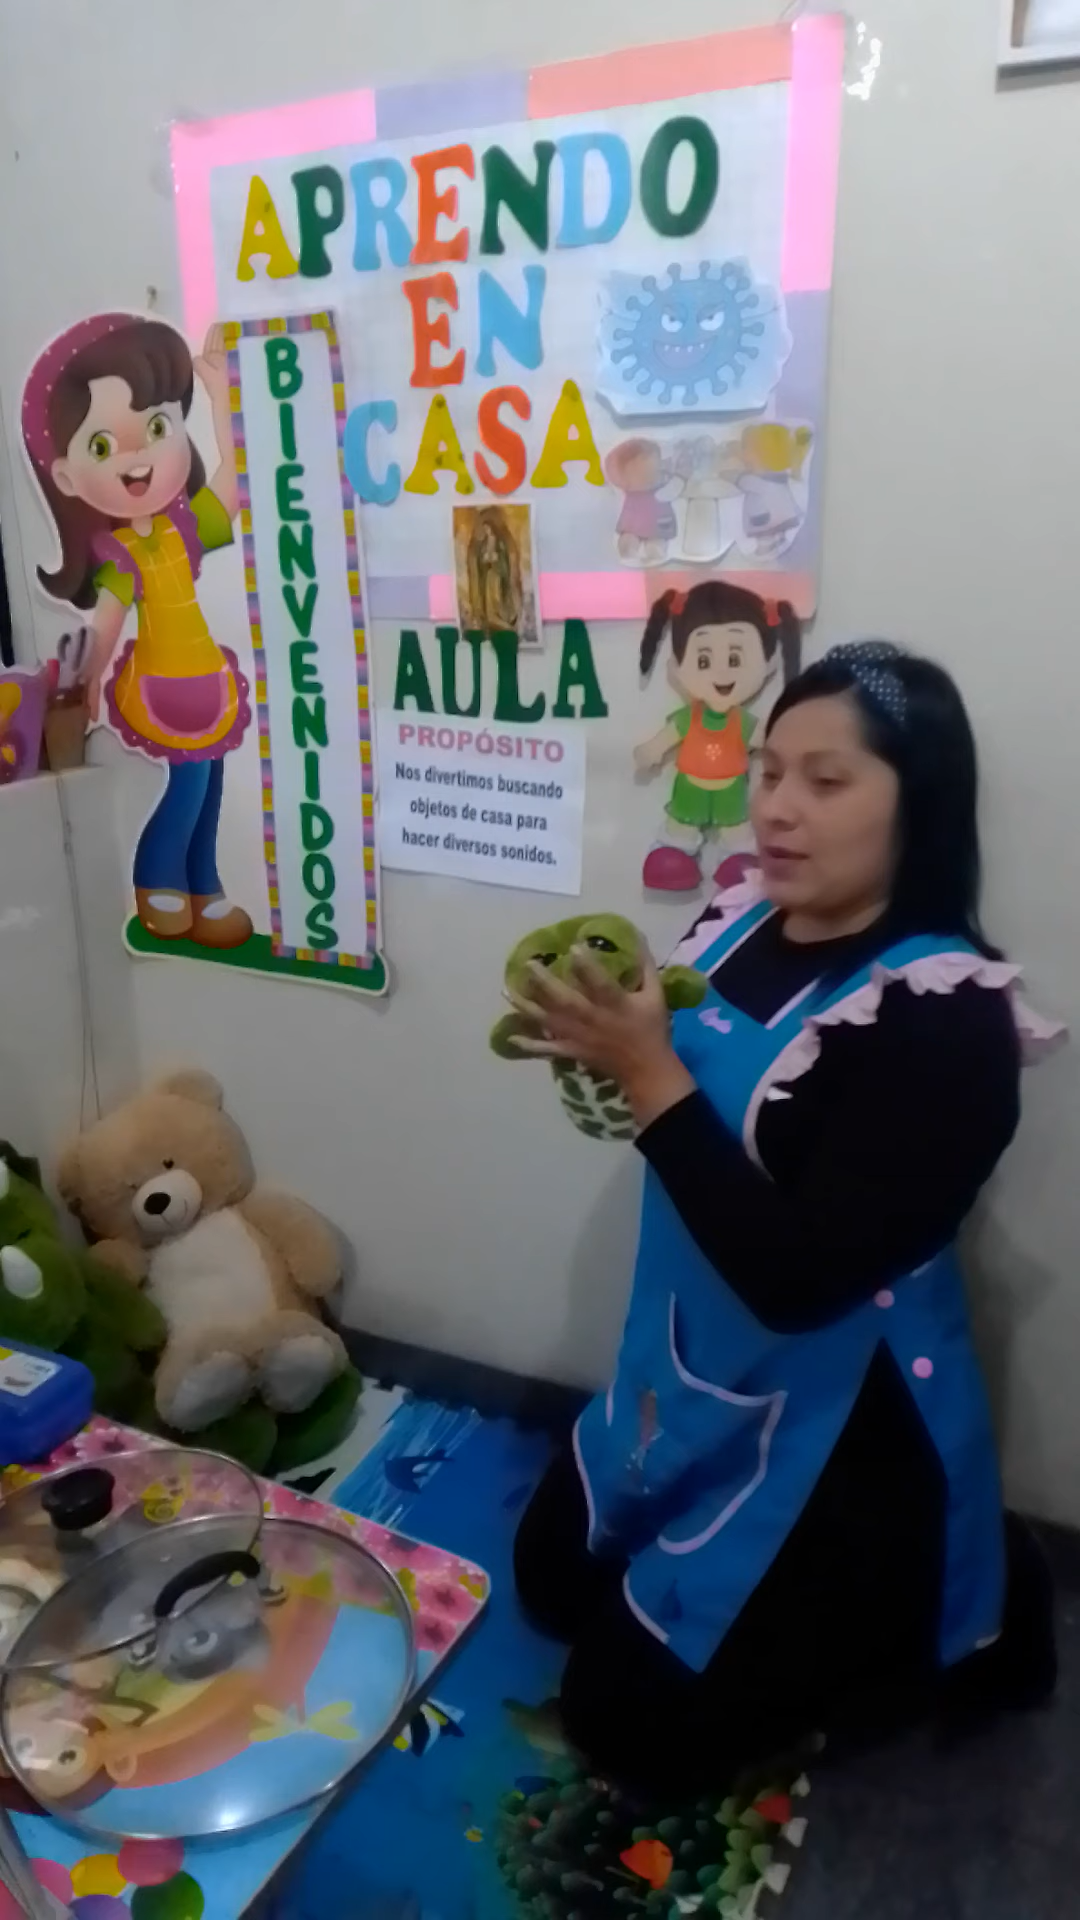 APRENDO
EN
CASA
BIENVENIDOS
AULA
PROPÓSITO
Nos divertimos buscando
objetos de casa para
hacer diversos sonidos.